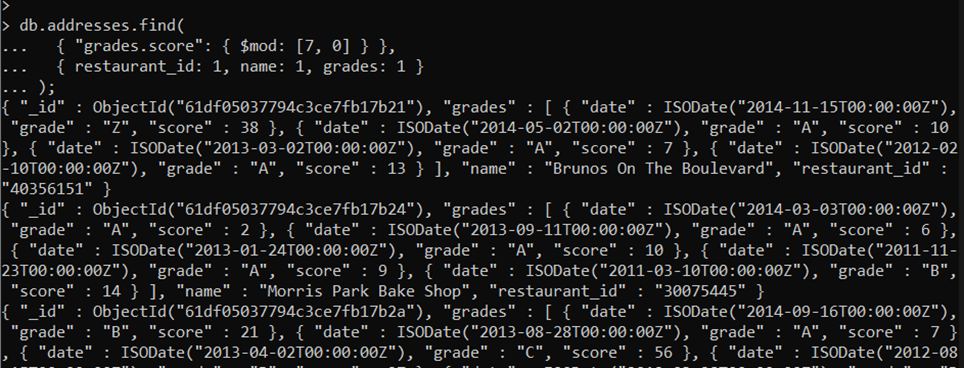 >
> db.addresses.find(
...   { "grades.score": { $mod: [7, 0] } },
...   { restaurant_id: 1, name: 1, grades: 1 }
... );
{ "_id" : ObjectId("61df05037794c3ce7fb17b21"), "grades" : [ { "date" : ISODate("2014-11-15T00:00:00Z"),
 "grade" : "Z", "score" : 38 }, { "date" : ISODate("2014-05-02T00:00:00Z"), "grade" : "A", "score" : 10
}, { "date" : ISODate("2013-03-02T00:00:00Z"), "grade" : "A", "score" : 7 }, { "date" : ISODate("2012-02
-10T00:00:00Z"), "grade" : "A", "score" : 13 } ], "name" : "Brunos On The Boulevard", "restaurant_id" :
"40356151" }
{ "_id" : ObjectId("61df05037794c3ce7fb17b24"), "grades" : [ { "date" : ISODate("2014-03-03T00:00:00Z"),
 "grade" : "A", "score" : 2 }, { "date" : ISODate("2013-09-11T00:00:00Z"), "grade" : "A", "score" : 6 },
 { "date" : ISODate("2013-01-24T00:00:00Z"), "grade" : "A", "score" : 10 }, { "date" : ISODate("2011-11-
23T00:00:00Z"), "grade" : "A", "score" : 9 }, { "date" : ISODate("2011-03-10T00:00:00Z"), "grade" : "B",
 "score" : 14 } ], "name" : "Morris Park Bake Shop", "restaurant_id" : "30075445" }
{ "_id" : ObjectId("61df05037794c3ce7fb17b2a"), "grades" : [ { "date" : ISODate("2014-09-16T00:00:00Z"),
 "grade" : "B", "score" : 21 }, { "date" : ISODate("2013-08-28T00:00:00Z"), "grade" : "A", "score" : 7 }
, { "date" : ISODate("2013-04-02T00:00:00Z"), "grade" : "C", "score" : 56 }, { "date" : ISODate("2012-08